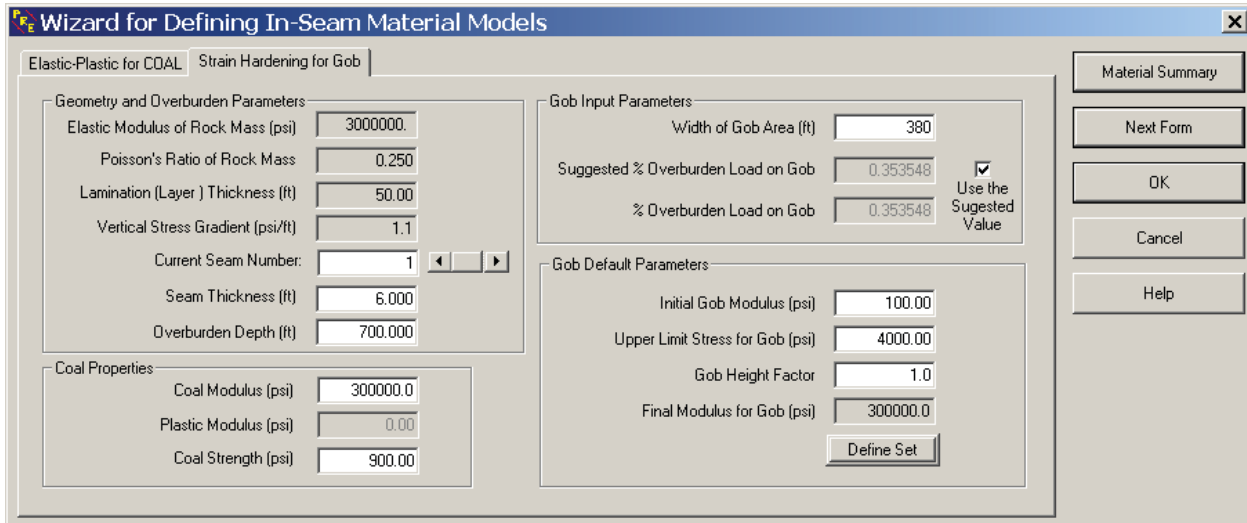 PRE Wizard for Defining In-Seam Material Models
Elastic-Plastic for COAL Strain Hardening for Gob
Geometry and Overburden Parameters
Elastic Modulus of Rock Mass (psi) 3000000.
Poisson's Ratio of Rock Mass 0.250
Lamination (Layer ) Thickness (ft) 50.00
Vertical Stress Gradient (psi/ft) 1.1
Current Seam Number: 1
Seam Thickness (ft) 6.000
Overburden Depth (ft) 700.000
Coal Properties
Coal Modulus (psi) 300000.0
Plastic Modulus (psi) 0.00
Coal Strength (psi) 900.00
Gob Input Parameters
Width of Gob Area (ft) 380
Suggested % Overburden Load on Gob 0.353548
% Overburden Load on Gob 0.353548
Use the
Sugested
Value
Gob Default Parameters
Initial Gob Modulus (psi) 100.00
Upper Limit Stress for Gob (psi) 4000.00
Gob Height Factor 1.0
Final Modulus for Gob (psi) 300000.0
Define Set
Material Summary
Next Form
OK
Cancel
Help